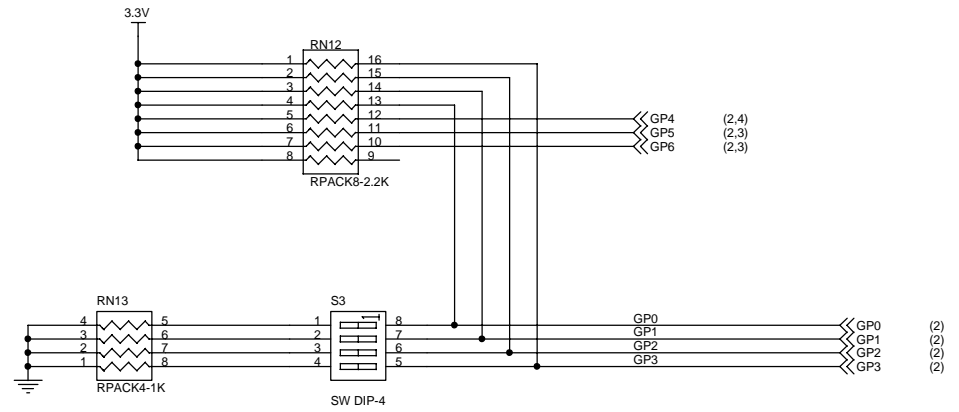 3.3V
RN12
1 16
2 15
3 14
4 13
5 12 GP4 (2,4)
6 11 GP5 (2,3)
7 10 GP6 (2,3)
8 9
RPACK8-2.2K
RN13 S3
4 5 1 8 GP0 GP0 (2)
3 6 2 7 GP1 GP1 (2)
2 7 3 6 GP2 GP2 (2)
1 8 4 5 GP3 GP3 (2)
RPACK4-1K
SW DIP-4